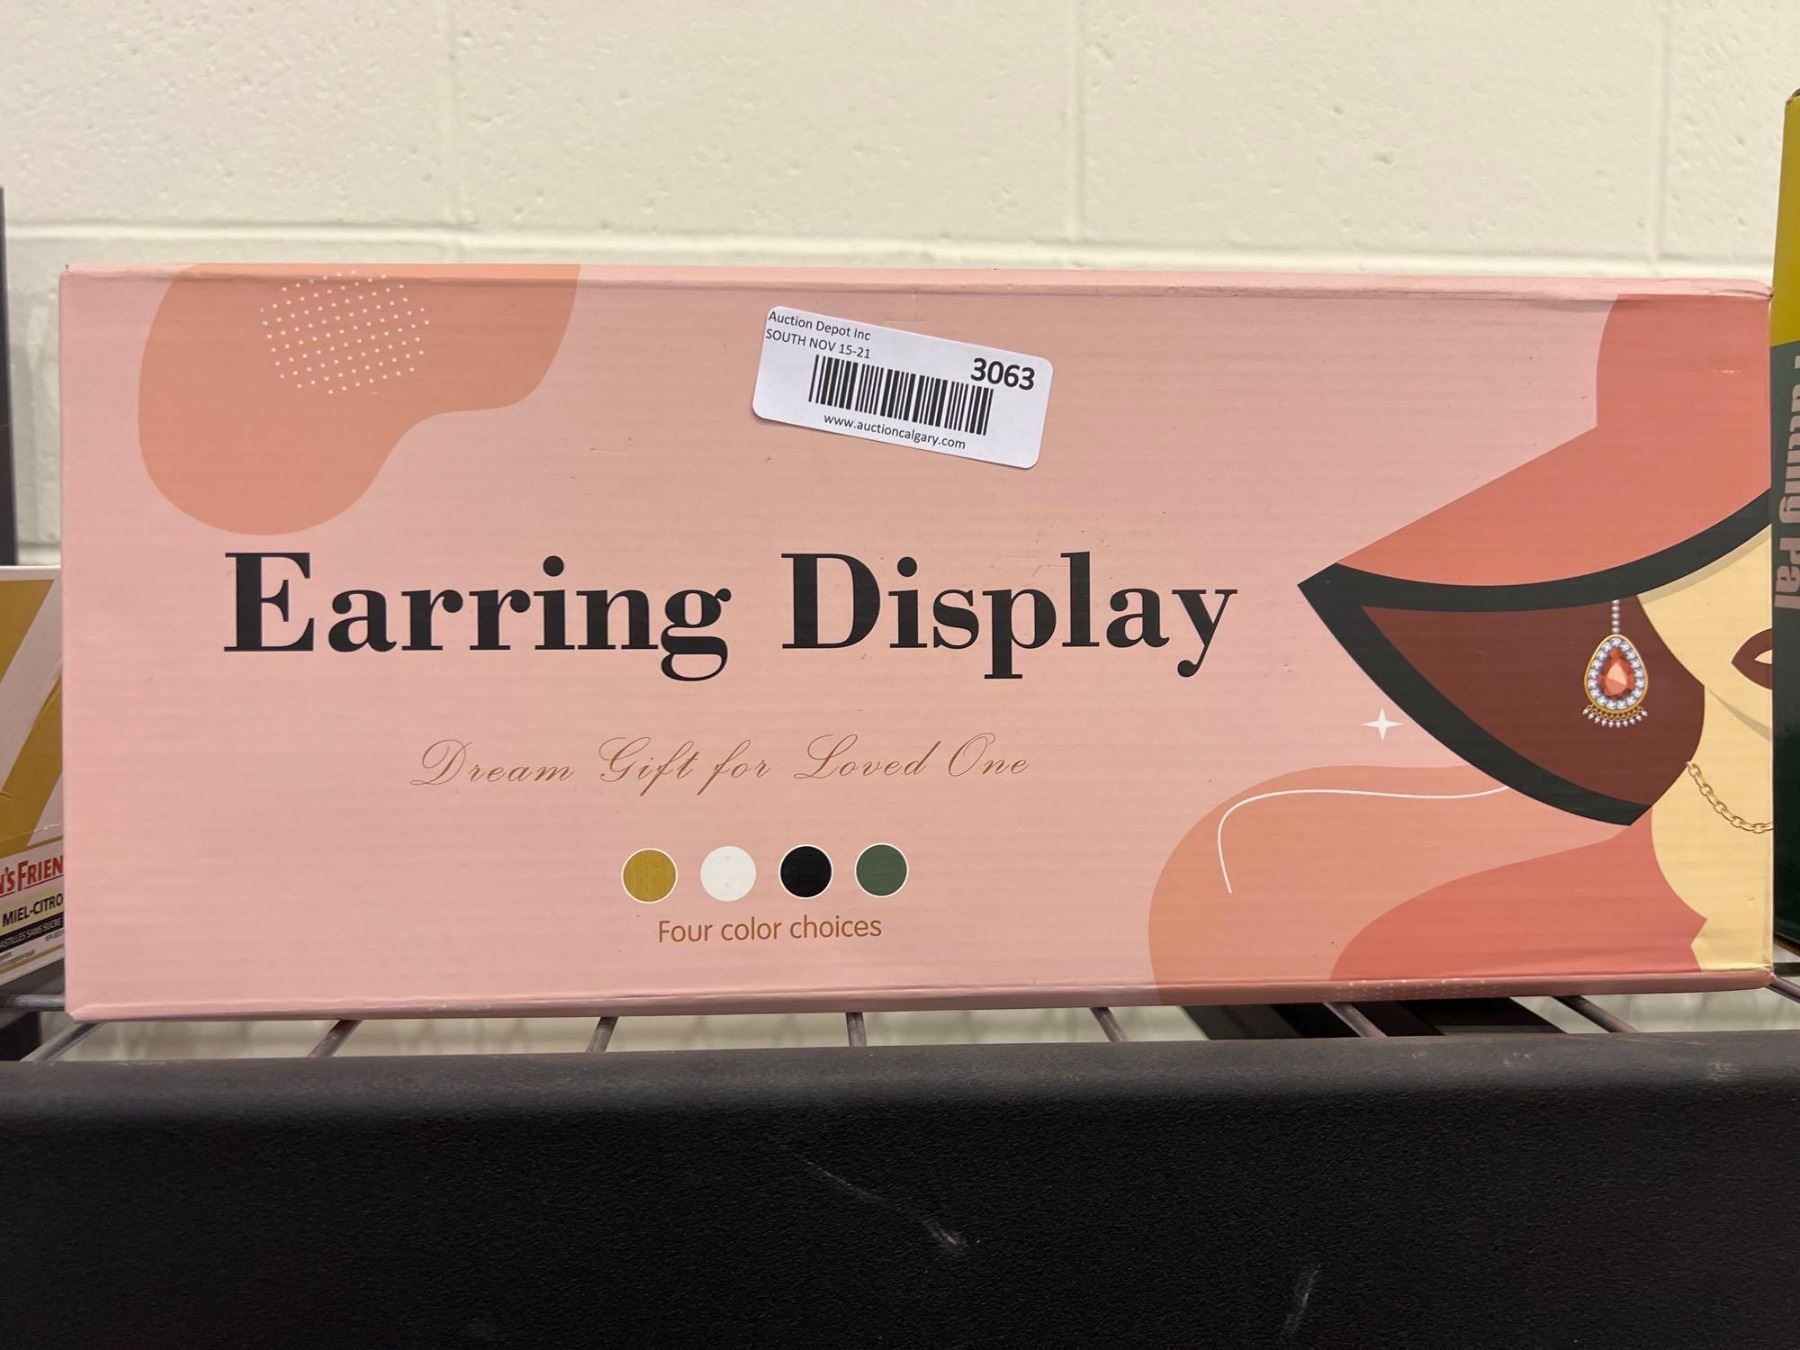 Auction Depot Inc
SOUTH NOV 15-21
3063
www.auctioncalgary.com
Earring Display
Dream Gift for Loved One
Four color choices
MIEL-CITRO
Pal